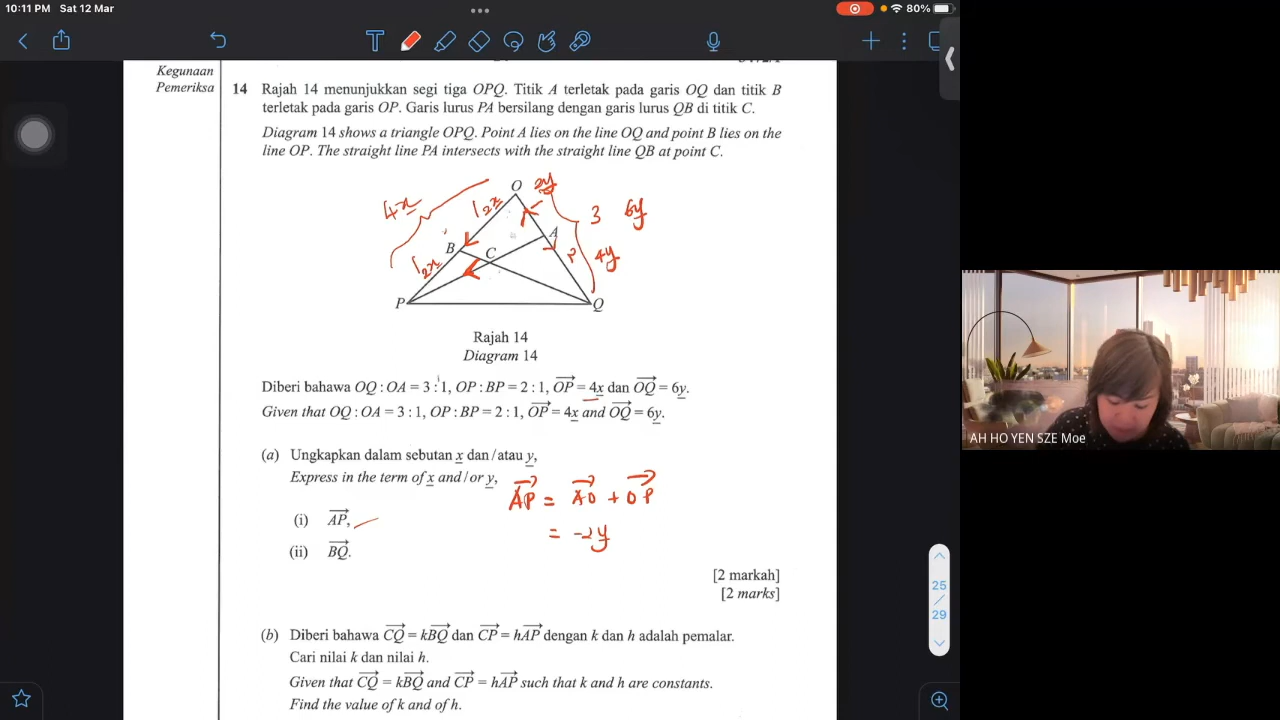 10:11 PM Sat 12 Mar
80%
Kegunaan
Pemeriksa
14 Rajah 14 menunjukkan segi tiga OPQ. Titik A terletak pada garis OQ dan titik B
terletak pada garis OP. Garis lurus PA bersilang dengan garis lurus QB di titik C.
Diagram 14 shows a triangle OPQ. Point A lies on the line OQ and point B lies on the
line OP. The straight line PA intersects with the straight line QB at point C.
O 2y
4x 1 2x 3 6y
A
B C
1 2x 4y
P Q
Rajah 14
Diagram 14
Diberi bahawa OQ : OA = 3 : 1, OP : BP = 2 : 1, OP = 4x dan OQ = 6y.
Given that OQ : OA = 3 : 1, OP : BP = 2 : 1, OP = 4x and OQ = 6y.
(a) Ungkapkan dalam sebutan x dan/atau y,
Express in the term of x and/or y,
AP = AO + OP
(i) AP,
= -2y
(ii) BQ.
[2 markah]
[2 marks]
25
/
29
(b) Diberi bahawa CQ = kBQ dan CP = hAP dengan k dan h adalah pemalar.
Cari nilai k dan nilai h.
Given that CQ = kBQ and CP = hAP such that k and h are constants.
Find the value of k and of h.
AH HO YEN SZE Moe